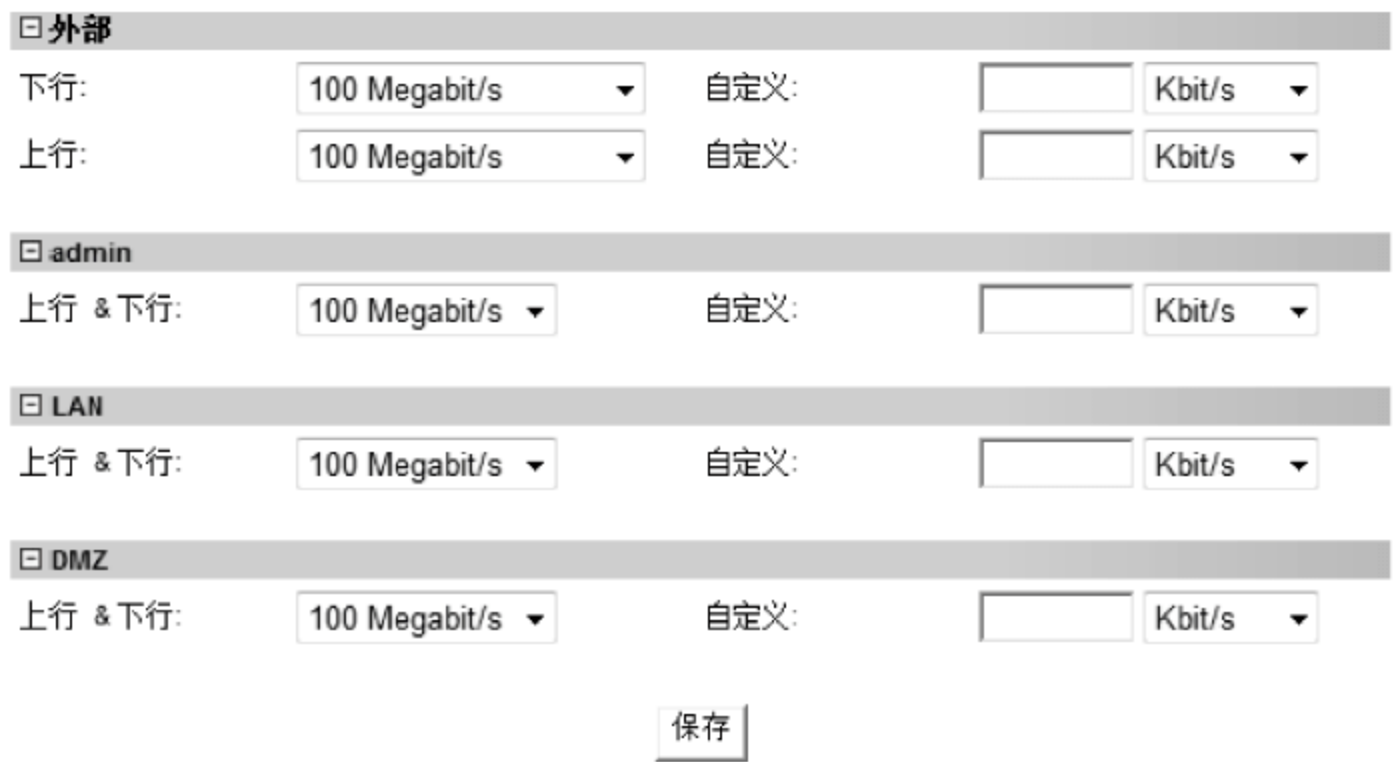 外部
下行: 100 Megabit/s 自定义: Kbit/s
上行: 100 Megabit/s 自定义: Kbit/s
admin
上行 &下行: 100 Megabit/s 自定义: Kbit/s
LAN
上行 &下行: 100 Megabit/s 自定义: Kbit/s
DMZ
上行 &下行: 100 Megabit/s 自定义: Kbit/s
保存